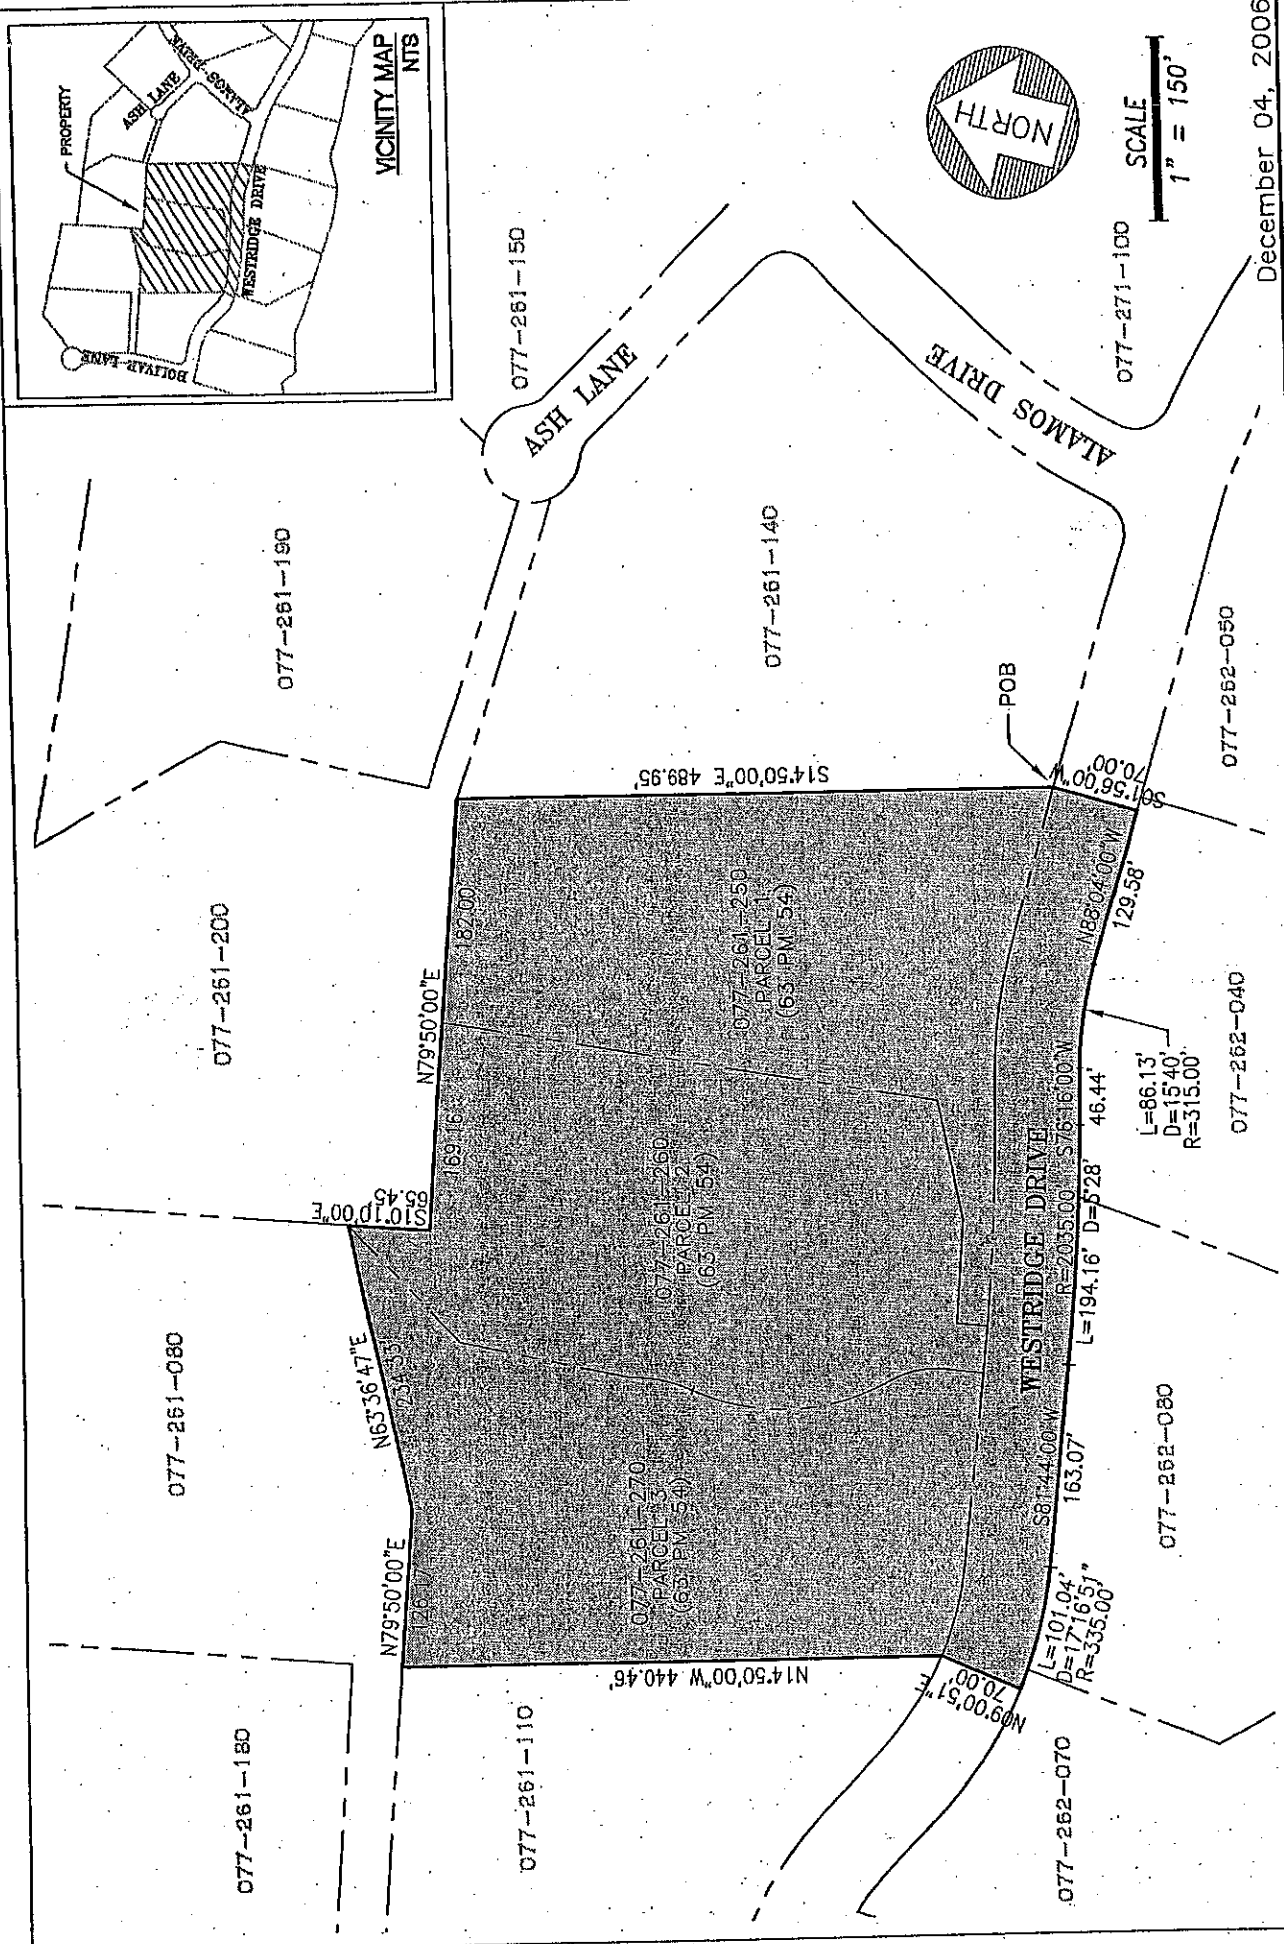 PROPERTY
ASH LANE
ALAMOS DRIVE
WESTRIDGE DRIVE
BOLIVAR LANE
VICINITY MAP
NTS
NORTH
SCALE
1" = 150'
December 04, 2006
077-261-180
077-261-080
077-261-200
077-261-190
077-261-150
077-261-110
077-261-140
077-271-100
ASH LANE
ALAMOS DRIVE
N79°50'00"E
26.17
N63°36'47"E
234.33
S10°10'00"E
65.45
N79°50'00"E
169.16
182.00
S14°50'00"E 489.95'
POB
S01°56'00"W
70.00'
N14°50'00"W 440.46'
N09°00'51"E
70.00'
077-261-270
PARCEL 3
(63 PM 54)
077-261-260
PARCEL 2
(63 PM 54)
077-261-250
PARCEL 1
(63 PM 54)
WESTRIDGE DRIVE
L=101.04'
D=17°16'51"
R=335.00'
S81°44'00"W
163.07'
R=2035.00'
L=194.16' D=5°28'
S76°16'00"W
46.44'
L=86.13'
D=15°40'
R=315.00'
N88°04'00"W
129.58'
077-262-070
077-262-080
077-262-040
077-262-050